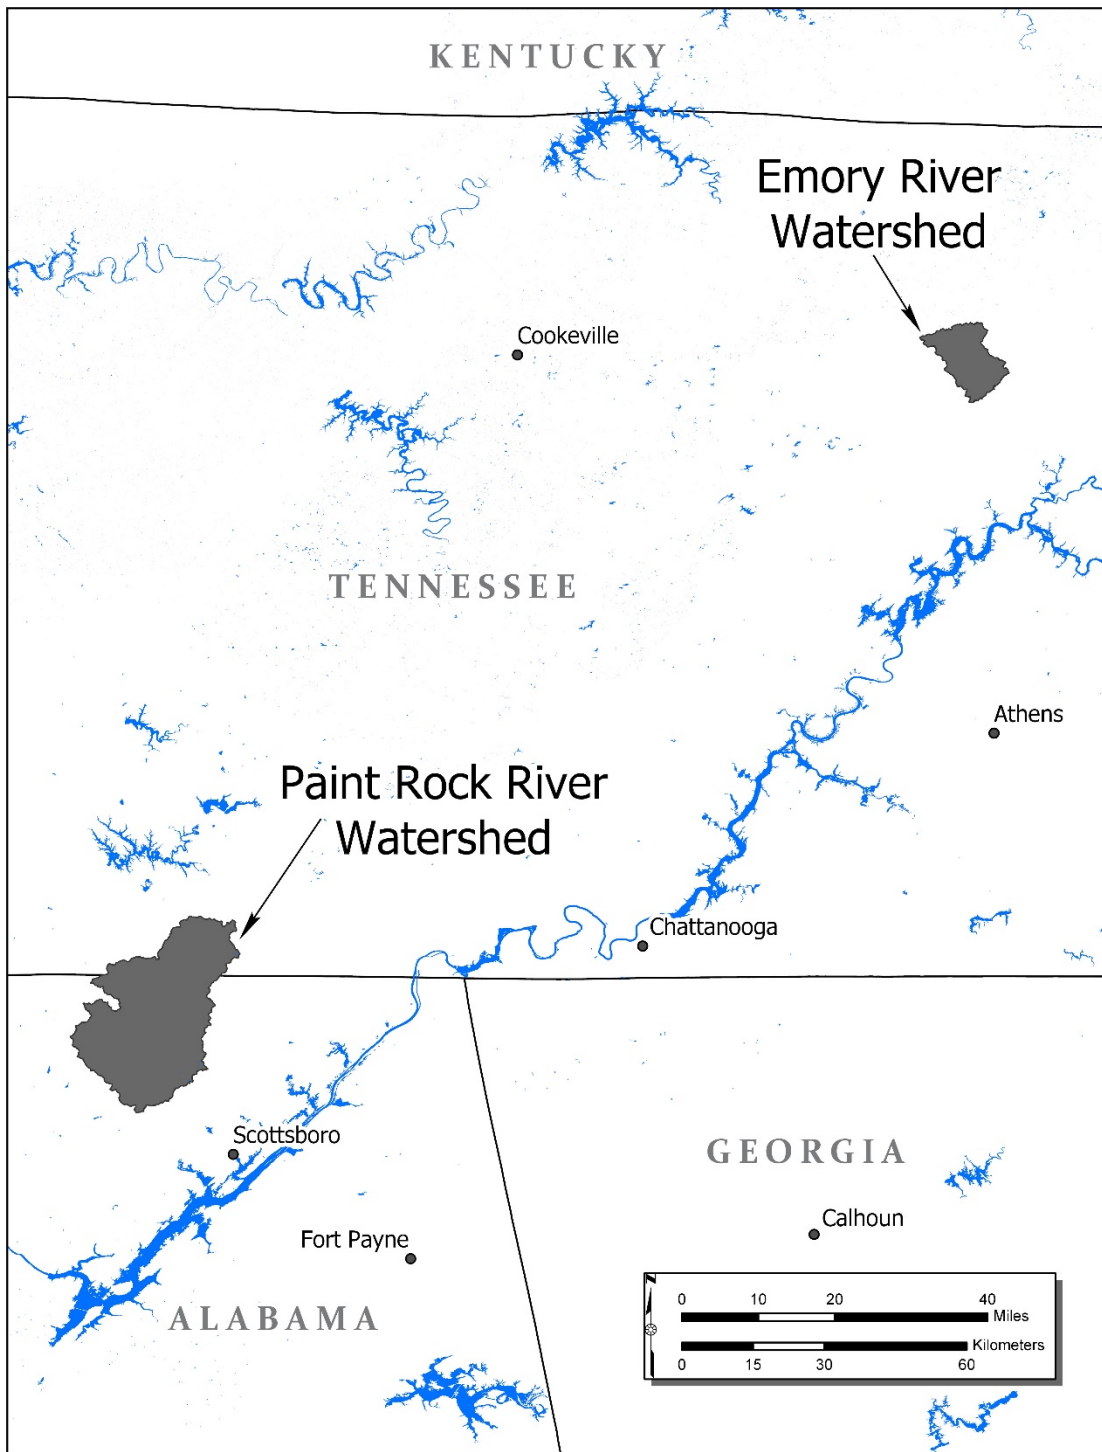 KENTUCKY
Emory River
Watershed
Cookeville
TENNESSEE
Athens
Paint Rock River
Watershed
Chattanooga
Scottsboro
GEORGIA
Calhoun
Fort Payne
ALABAMA
0 10 20 40
Miles
Kilometers
0 15 30 60